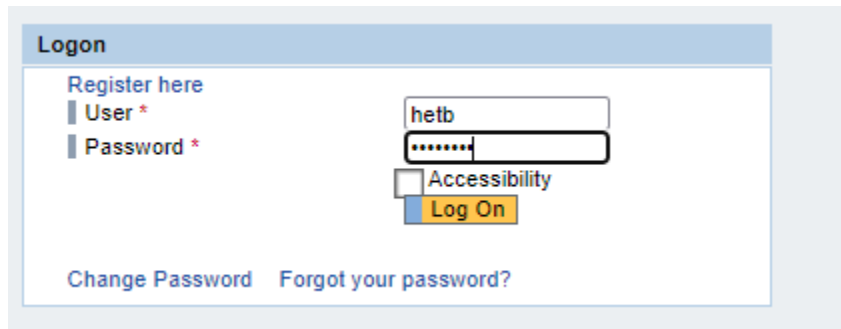 Logon
Register here
User *
hetb
Password *
••••••••
Accessibility
Log On
Change Password Forgot your password?